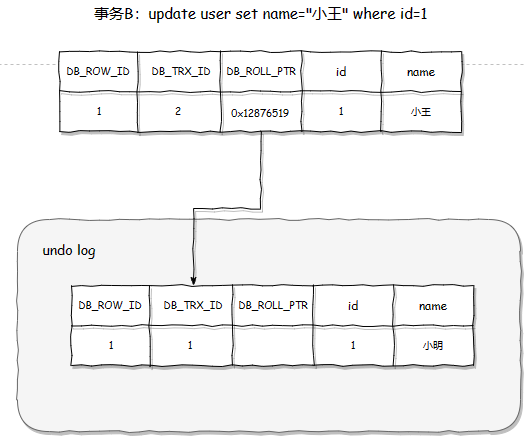 事务B：update user set name="小王" where id=1
DB_ROW_ID DB_TRX_ID DB_ROLL_PTR id name
1 2 0x12876519 1 小王
undo log
DB_ROW_ID DB_TRX_ID DB_ROLL_PTR id name
1 1 1 小明